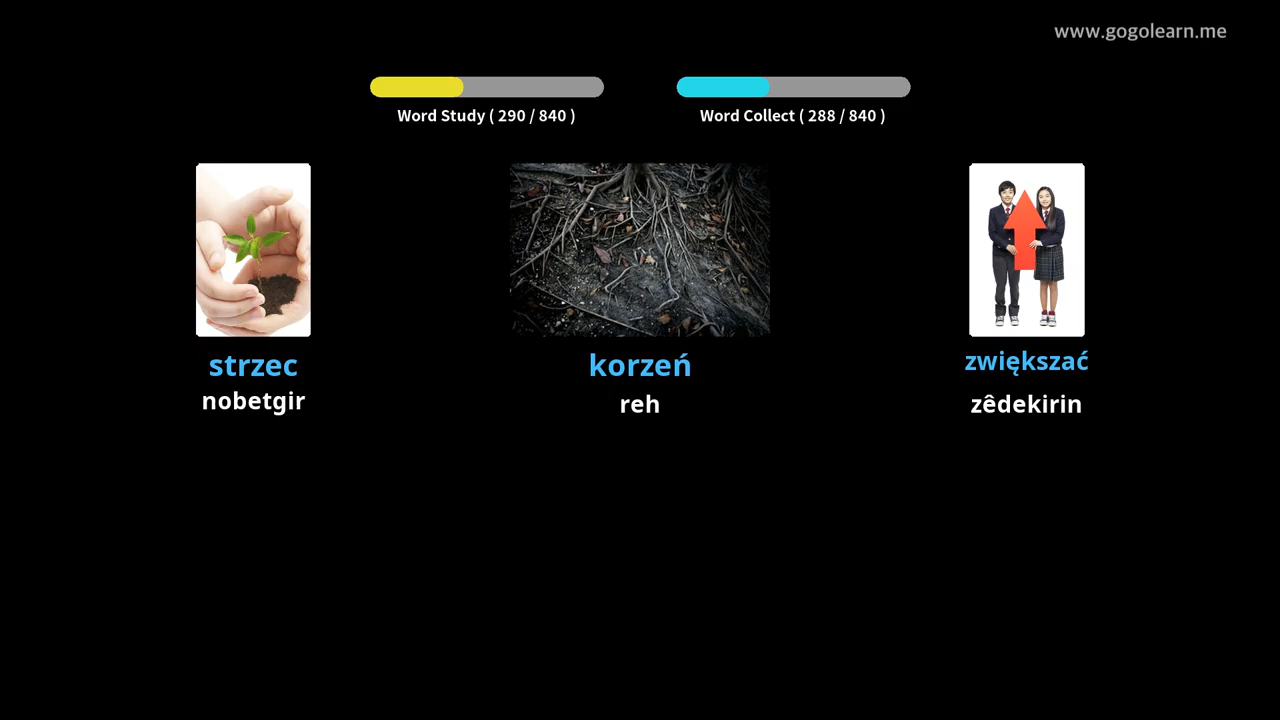 www.gogolearn.me
Word Study ( 290 / 840 )
Word Collect ( 288 / 840 )
strzec
nobetgir
korzeń
reh
zwiększać
zêdekirin